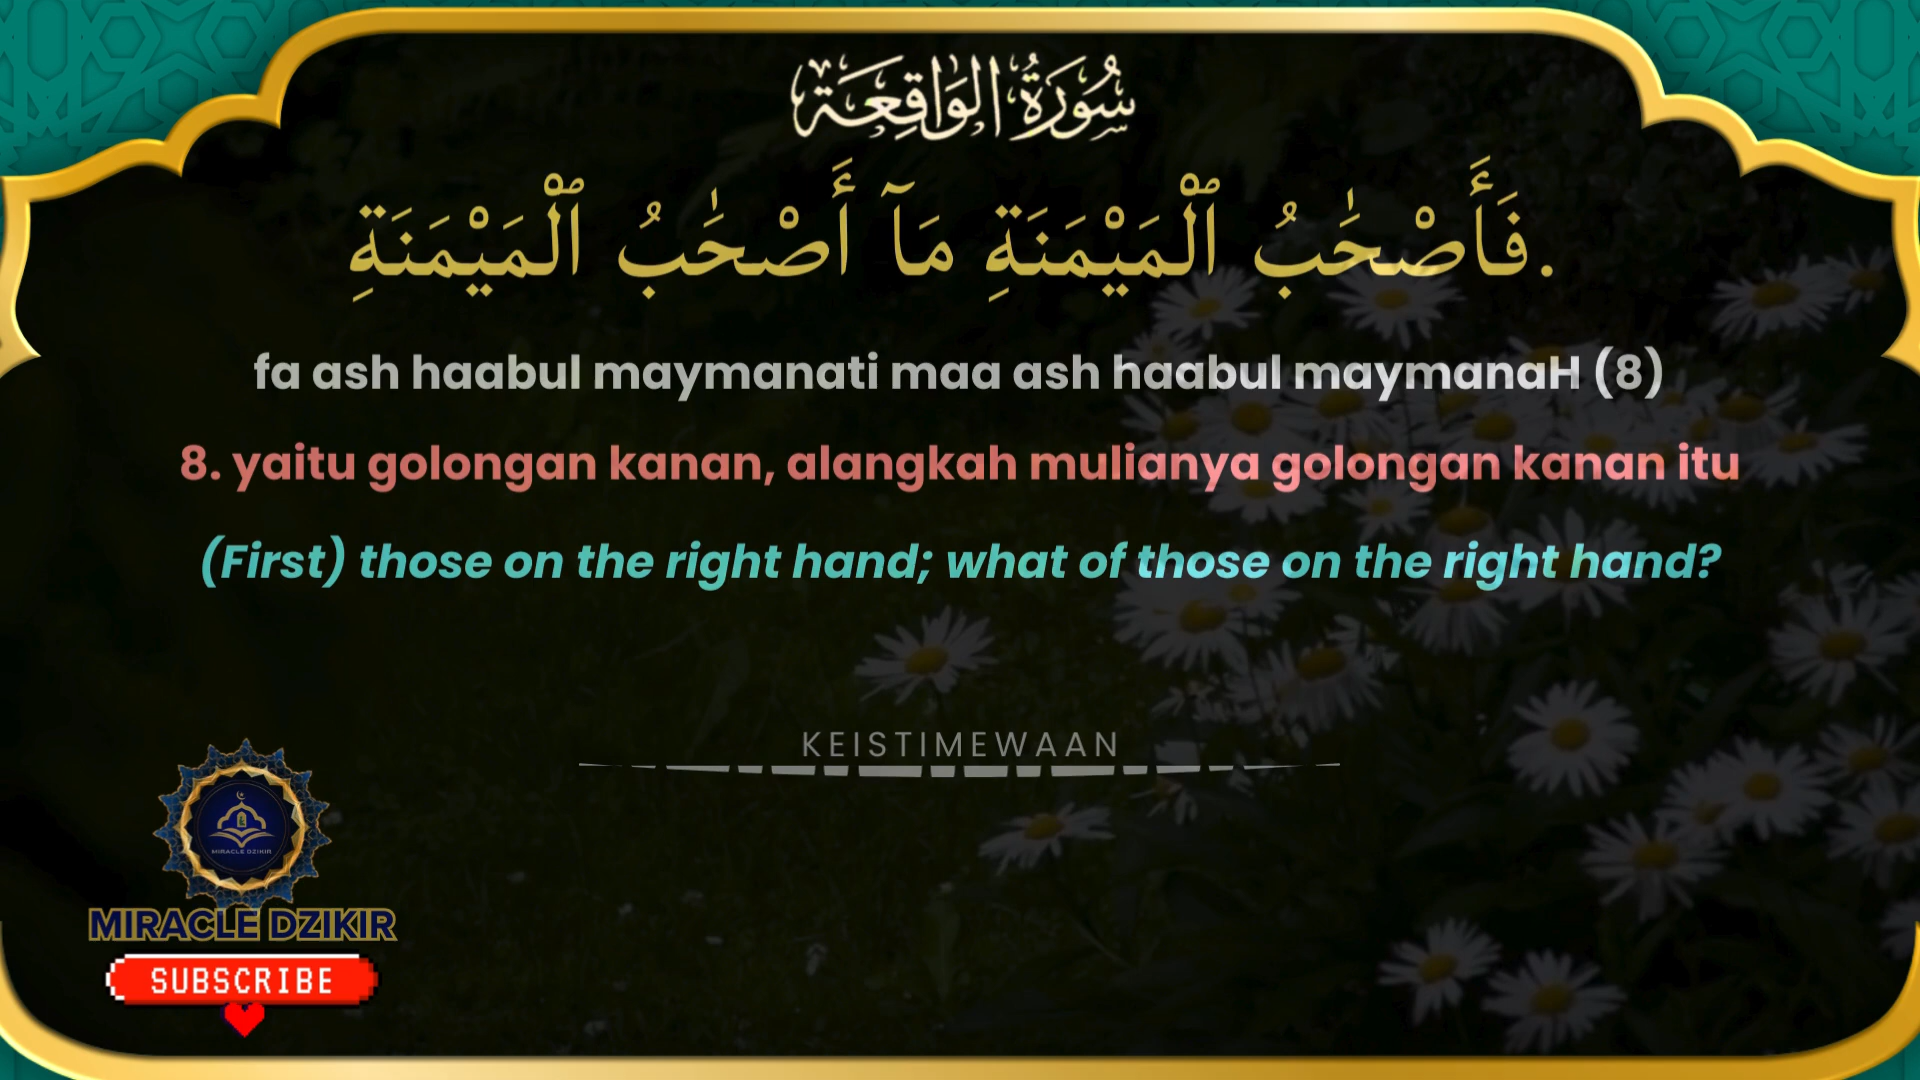 سُورَةُ الوَاقِعَة
فَأَصْحَٰبُ ٱلْمَيْمَنَةِ مَآ أَصْحَٰبُ ٱلْمَيْمَنَةِ.
fa ash haabul maymanati maa ash haabul maymanaH (8)
8. yaitu golongan kanan, alangkah mulianya golongan kanan itu
(First) those on the right hand; what of those on the right hand?
KEISTIMEWAAN
MIRACLE DZIKIR
MIRACLE DZIKIR
SUBSCRIBE